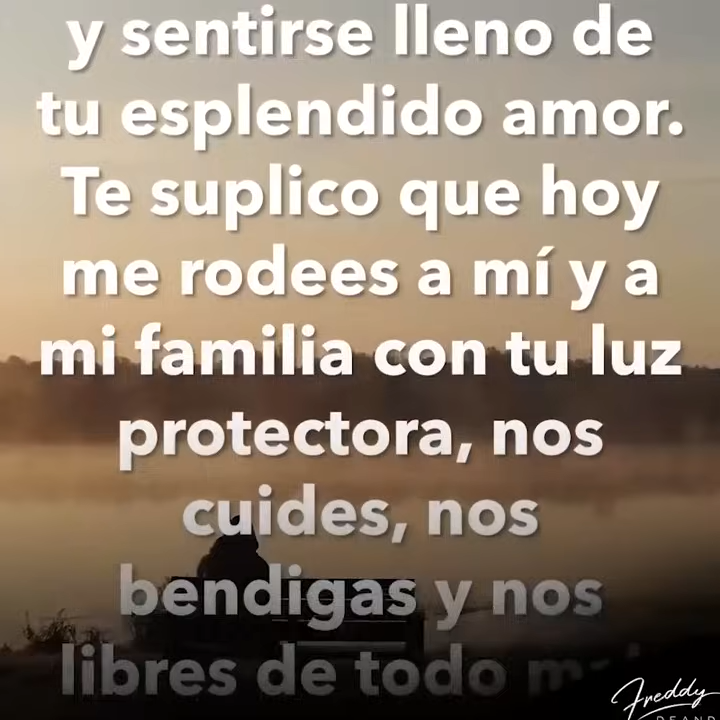 y sentirse lleno de
tu esplendido amor.
Te suplico que hoy
me rodees a mí y a
mi familia con tu luz
protectora, nos
cuides, nos
bendigas y nos
libres de todo
Freddy